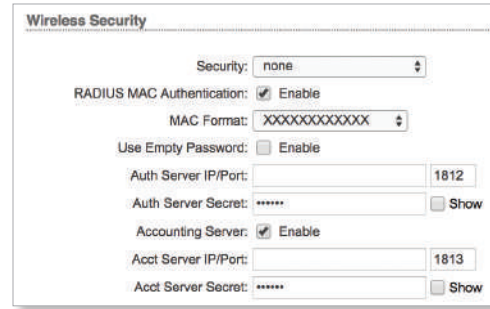 Wireless Security
Security: none
RADIUS MAC Authentication: Enable
MAC Format: XXXXXXXXXXXX
Use Empty Password: Enable
Auth Server IP/Port: 1812
Auth Server Secret: •••••• Show
Accounting Server: Enable
Acct Server IP/Port: 1813
Acct Server Secret: •••••• Show